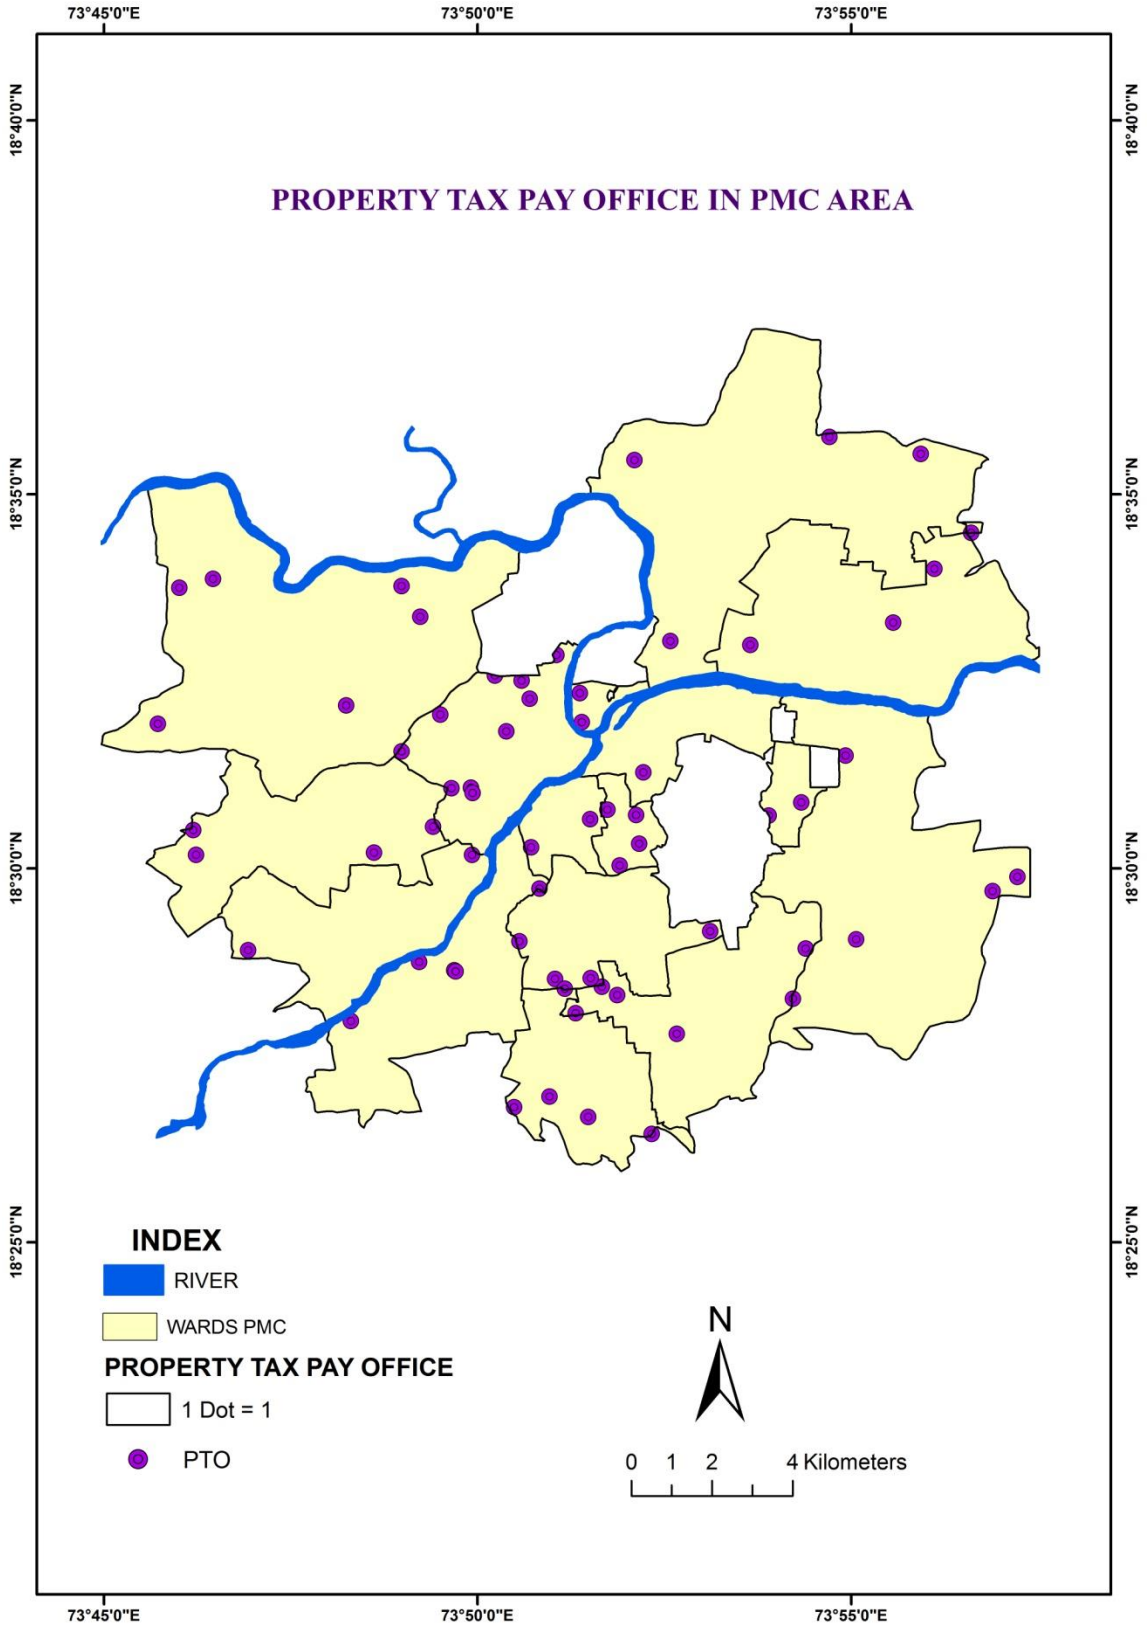 73°45'0"E 73°50'0"E 73°55'0"E
18°40'0"N 18°40'0"N
PROPERTY TAX PAY OFFICE IN PMC AREA
18°35'0"N 18°35'0"N
18°30'0"N 18°30'0"N
18°25'0"N 18°25'0"N
INDEX
RIVER
WARDS PMC
PROPERTY TAX PAY OFFICE
1 Dot = 1
PTO
N
0 1 2 4 Kilometers
73°45'0"E 73°50'0"E 73°55'0"E